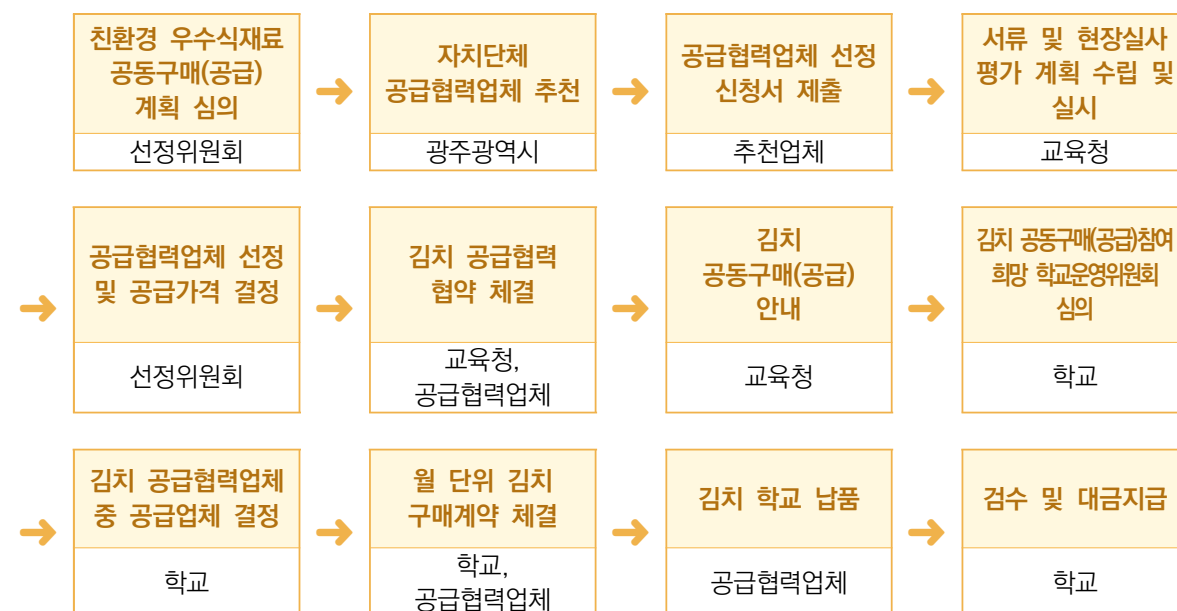 친환경 우수식재료
공동구매(공급)
계획 심의
선정위원회
자치단체
공급협력업체 추천
광주광역시
공급협력업체 선정
신청서 제출
추천업체
서류 및 현장실사
평가 계획 수립 및
실시
교육청
공급협력업체 선정
및 공급가격 결정
선정위원회
김치 공급협력
협약 체결
교육청,
공급협력업체
김치
공동구매(공급)
안내
교육청
김치 공동구매(공급)참여
희망 학교운영위원회
심의
학교
김치 공급협력업체
중 공급업체 결정
학교
월 단위 김치
구매계약 체결
학교,
공급협력업체
김치 학교 납품
공급협력업체
검수 및 대금지급
학교